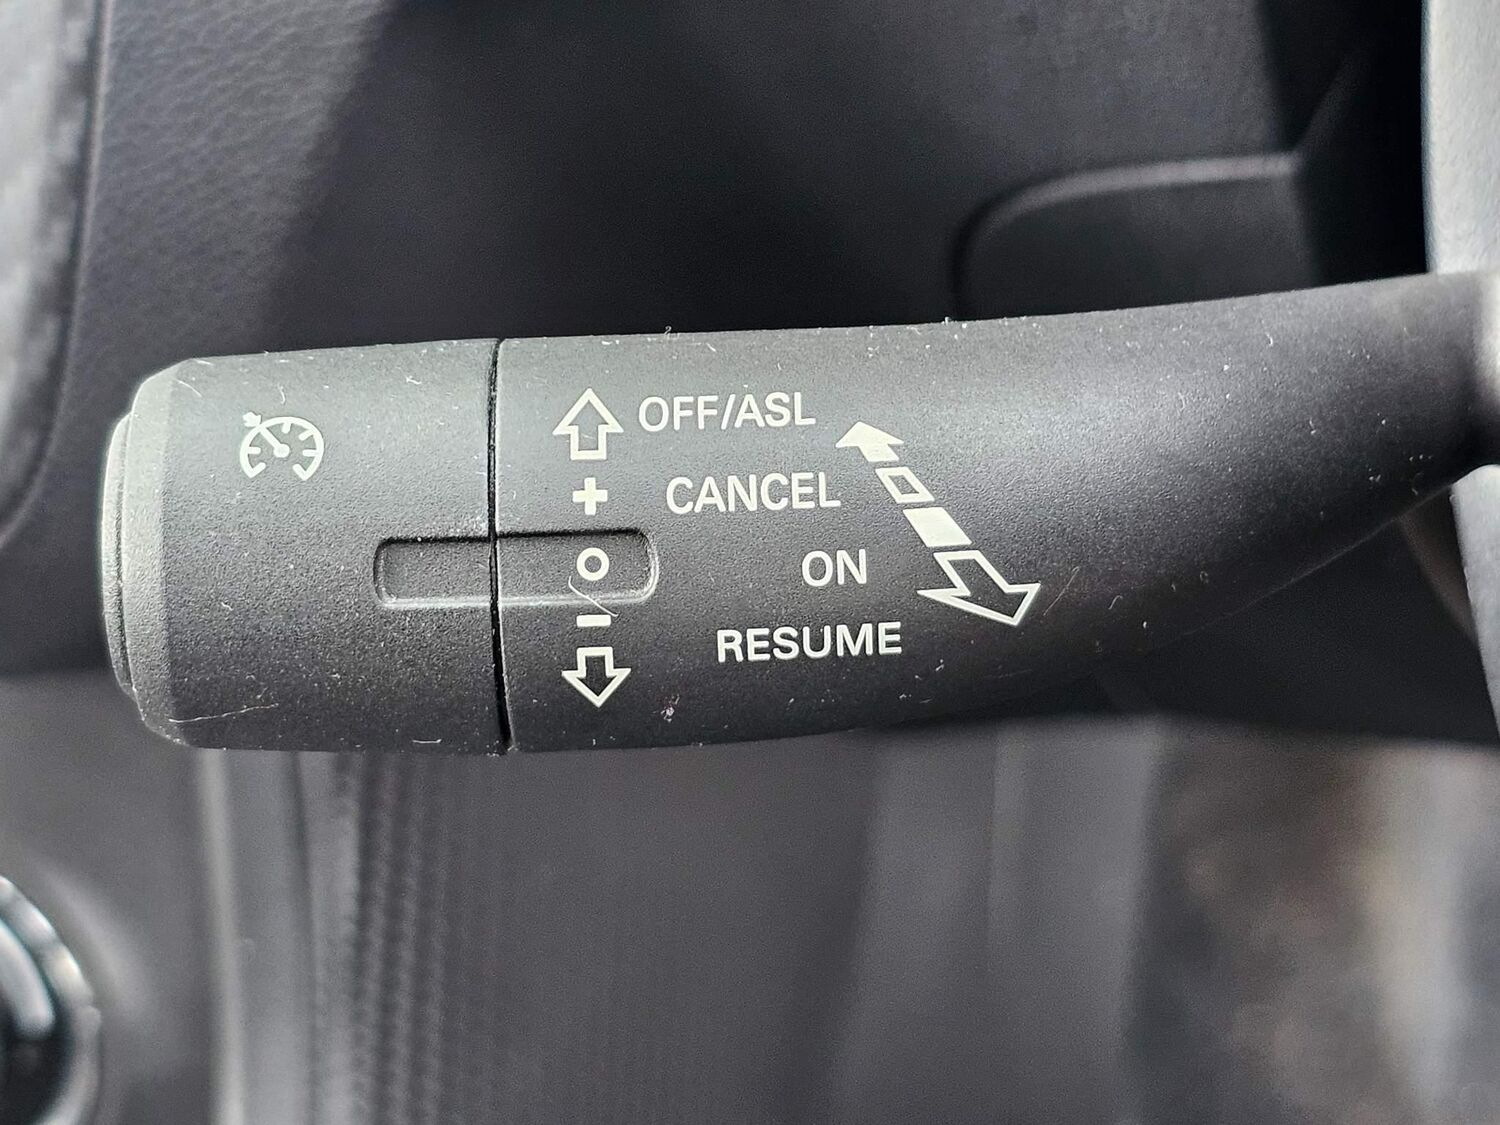 OFF/ASL
+ CANCEL
O ON
- RESUME